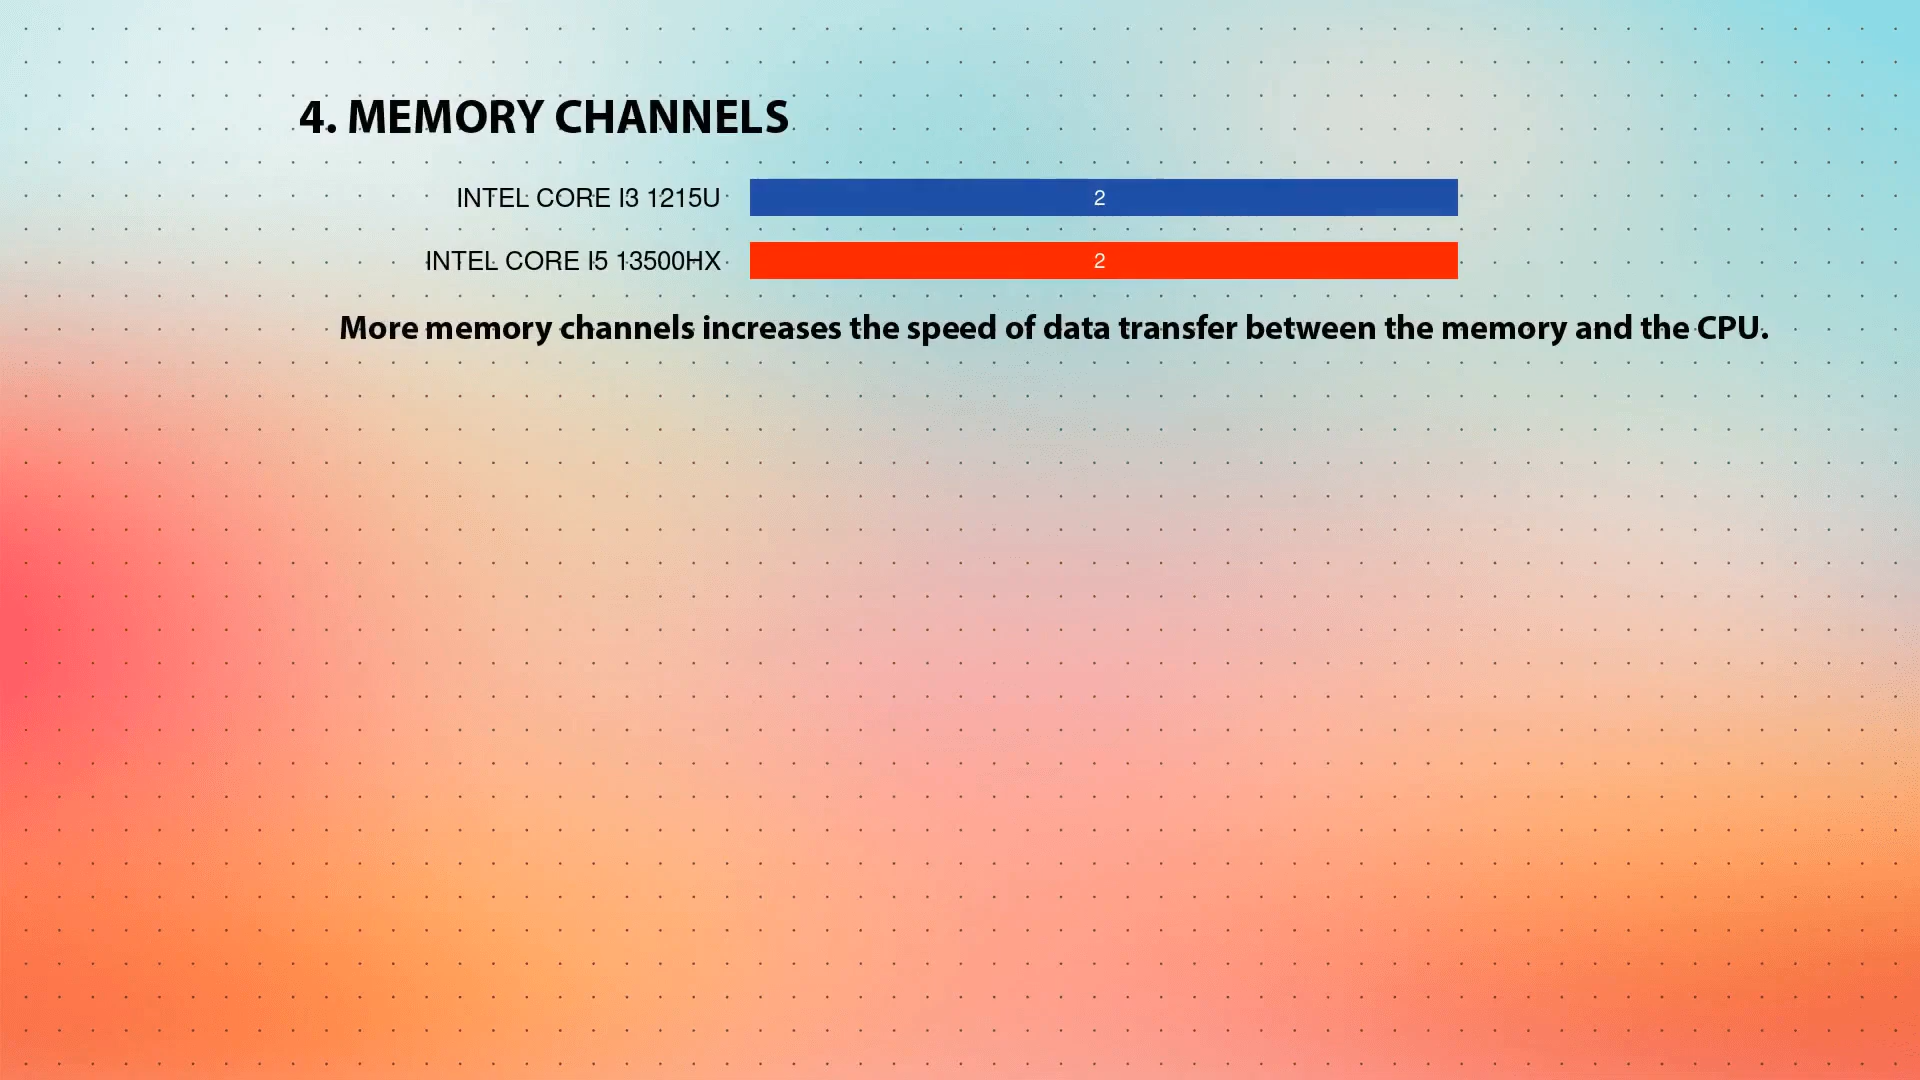 4. MEMORY CHANNELS
INTEL CORE I3 1215U 2
INTEL CORE I5 13500HX 2
More memory channels increases the speed of data transfer between the memory and the CPU.